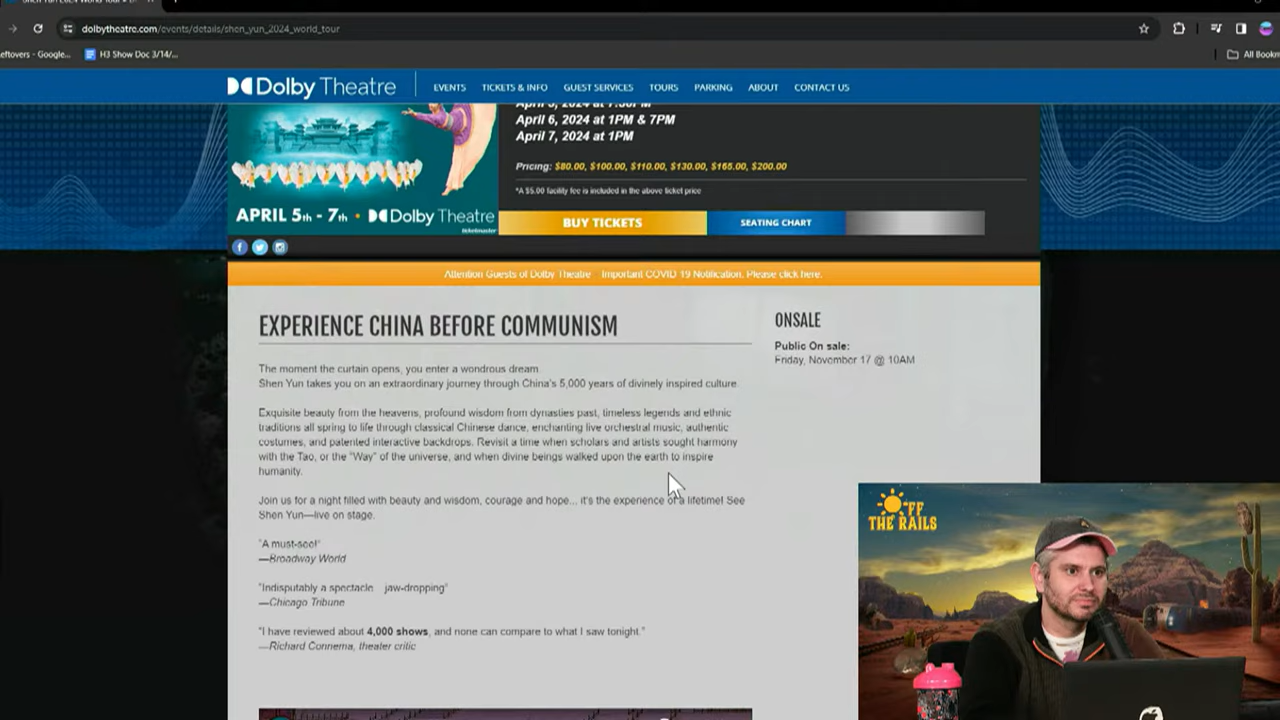 Shen Yun 2024 World Tour
dolbytheatre.com/events/details/shen_yun_2024_world_tour
eftovers - Google...
H3 Show Doc 3/14/...
All Bookm
Dolby Theatre
EVENTS
TICKETS & INFO
GUEST SERVICES
TOURS
PARKING
ABOUT
CONTACT US
April 6, 2024 at 1PM & 7PM
April 7, 2024 at 1PM
Pricing: $80.00, $100.00, $110.00, $130.00, $165.00, $200.00
*A $5.00 facility fee is included in the above ticket price
APRIL 5th - 7th • Dolby Theatre
ticketmaster
BUY TICKETS
SEATING CHART
Attention Guests of Dolby Theatre Important COVID 19 Notification. Please click here.
EXPERIENCE CHINA BEFORE COMMUNISM
The moment the curtain opens, you enter a wondrous dream.
Shen Yun takes you on an extraordinary journey through China's 5,000 years of divinely inspired culture.
Exquisite beauty from the heavens, profound wisdom from dynasties past, timeless legends and ethnic
traditions all spring to life through classical Chinese dance, enchanting live orchestral music, authentic
costumes, and patented interactive backdrops. Revisit a time when scholars and artists sought harmony
with the Tao, or the "Way" of the universe, and when divine beings walked upon the earth to inspire
humanity.
Join us for a night filled with beauty and wisdom, courage and hope... it's the experience of a lifetime! See
Shen Yun—live on stage.
"A must-see!"
—Broadway World
"Indisputably a spectacle jaw-dropping"
—Chicago Tribune
"I have reviewed about 4,000 shows, and none can compare to what I saw tonight."
—Richard Connema, theater critic
ONSALE
Public On sale:
Friday, November 17 @ 10AM
OFF
THE RAILS